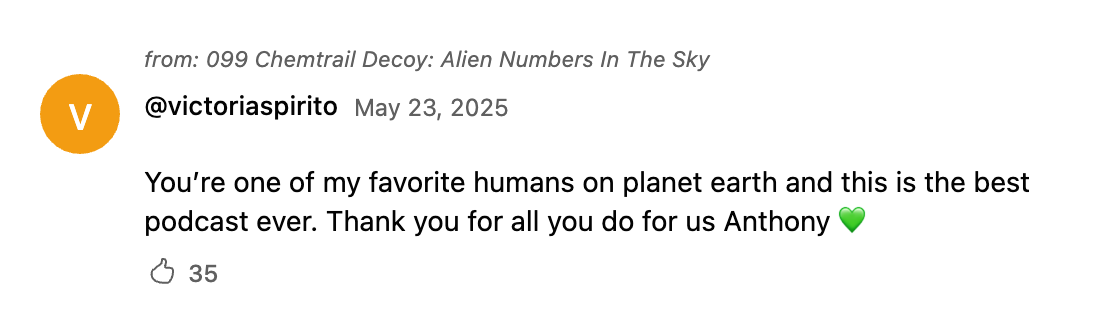 from: 099 Chemtrail Decoy: Alien Numbers In The Sky
V
@victoriaspirito May 23, 2025
You’re one of my favorite humans on planet earth and this is the best
podcast ever. Thank you for all you do for us Anthony 💚
35